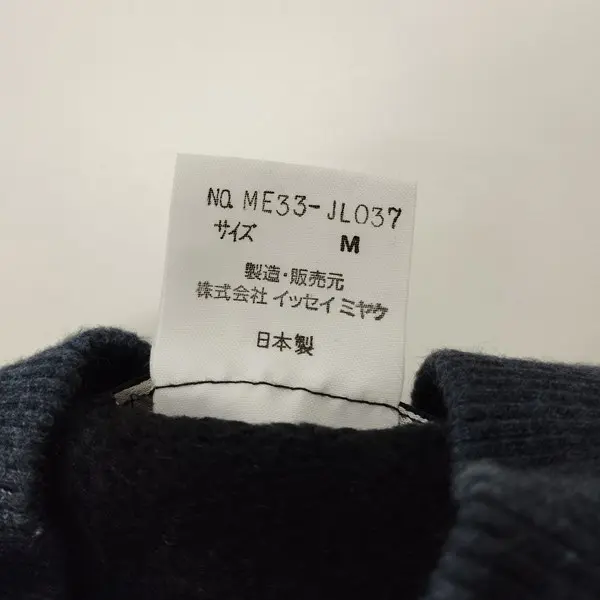 NO. ME33-JL037
サイズ M
製造・販売元
株式会社 イッセイ ミヤケ
日本製